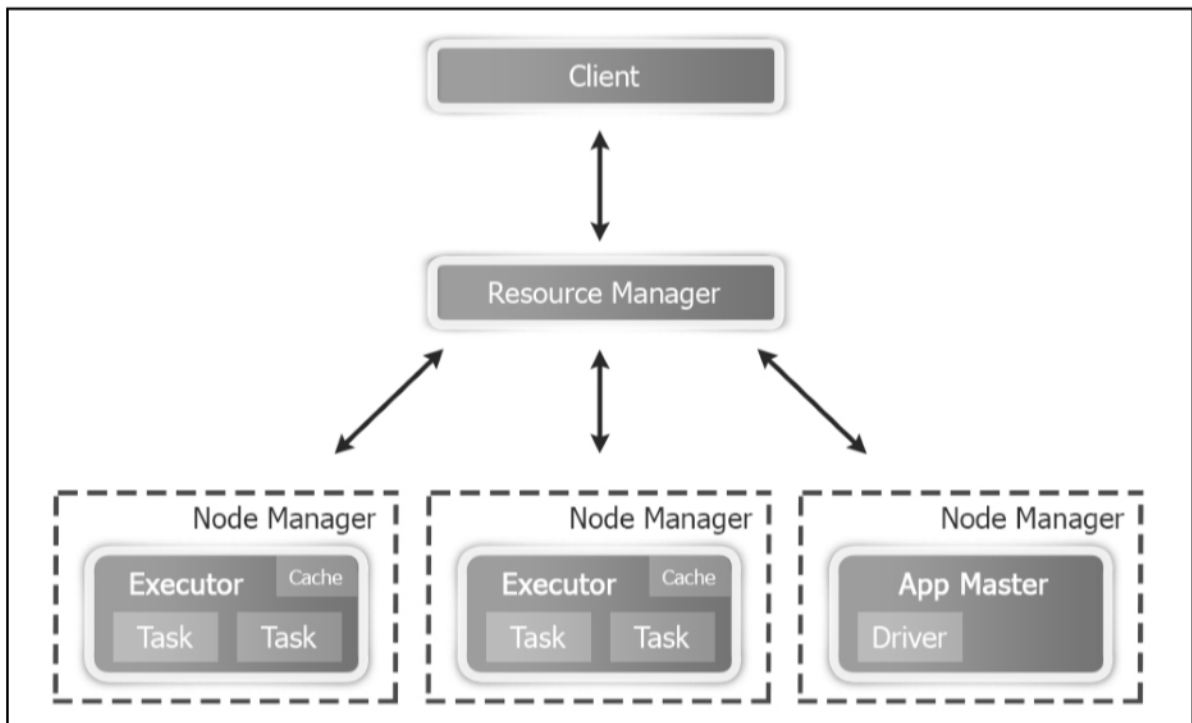 Client
Resource Manager
Node Manager
Executor
Cache
Task
Task
Node Manager
Executor
Cache
Task
Task
Node Manager
App Master
Driver